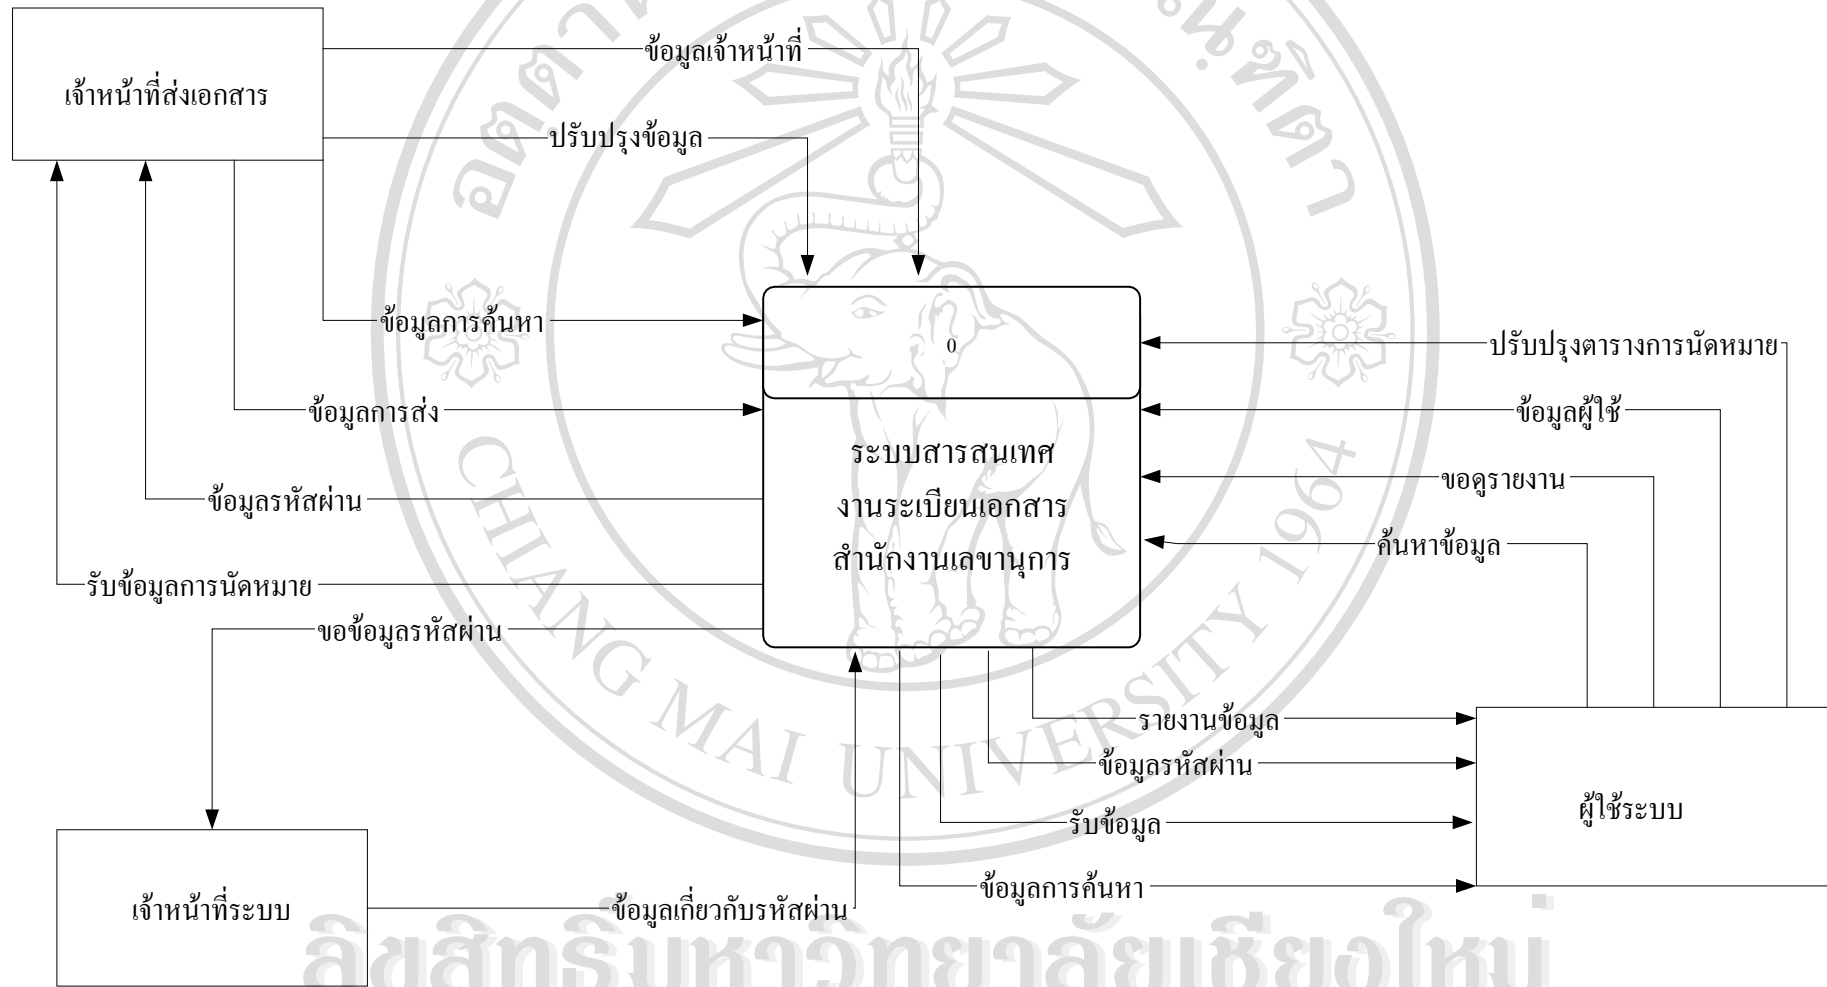 เจ้าหน้าที่ส่งเอกสาร
ข้อมูลเจ้าหน้าที่
ปรับปรุงข้อมูล
ข้อมูลการค้นหา
0
ปรับปรุงตารางการนัดหมาย
ข้อมูลการส่ง
ข้อมูลผู้ใช้
ระบบสารสนเทศ
งานระเบียนเอกสาร
สำนักงานเลขานุการ
ขอดูรายงาน
ข้อมูลรหัสผ่าน
ค้นหาข้อมูล
รับข้อมูลการนัดหมาย
ขอข้อมูลรหัสผ่าน
รายงานข้อมูล
ข้อมูลรหัสผ่าน
ผู้ใช้ระบบ
รับข้อมูล
ข้อมูลการค้นหา
เจ้าหน้าที่ระบบ
ข้อมูลเกี่ยวกับรหัสผ่าน
CHIANG MAI UNIVERSITY 1964
ลิขสิทธิ์มหาวิทยาลัยเชียงใหม่